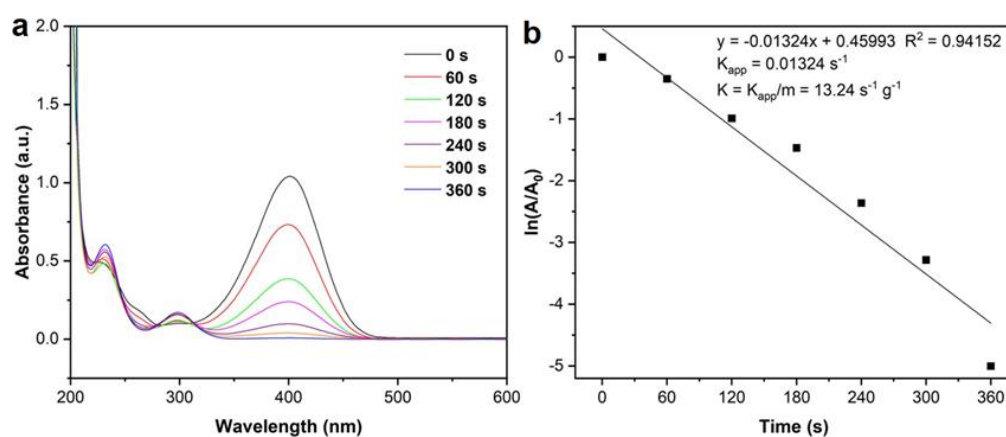 a
2.0
1.5
1.0
0.5
0.0
Absorbance (a.u.)
0 s
60 s
120 s
180 s
240 s
300 s
360 s
200 300 400 500 600
Wavelength (nm)
b
y = -0.01324x + 0.45993 R² = 0.94152
Kapp = 0.01324 s⁻¹
K = Kapp/m = 13.24 s⁻¹ g⁻¹
0
-1
-2
-3
-4
-5
ln(A/A₀)
0 60 120 180 240 300 360
Time (s)